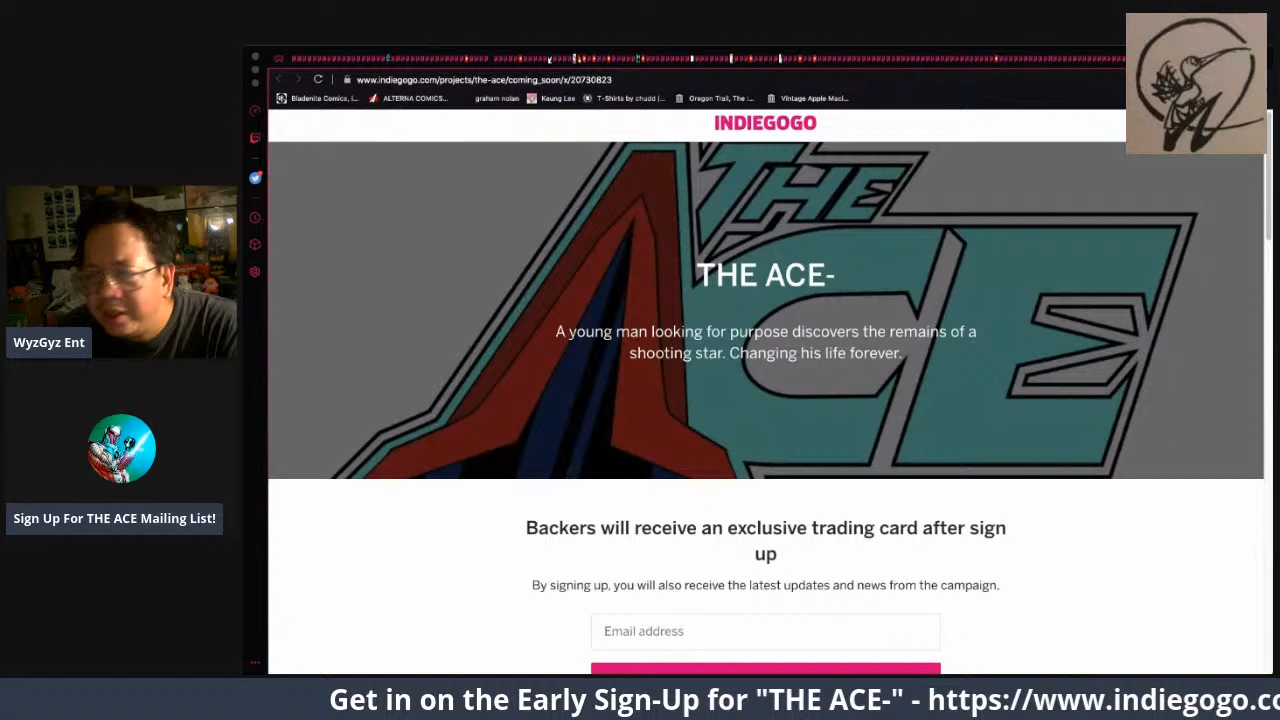 www.indiegogo.com/projects/the-ace/coming_soon/x/20730823
Bladenite Comics, i... ALTERNA COMICS... graham nolan Keung Lee T-Shirts by chudd |... Oregon Trail, The :... Vintage Apple Maci...
INDIEGOGO
THE
ACE
THE ACE-
A young man looking for purpose discovers the remains of a
shooting star. Changing his life forever.
WyzGyz Ent
Sign Up For THE ACE Mailing List!
Backers will receive an exclusive trading card after sign
up
By signing up, you will also receive the latest updates and news from the campaign.
Email address
Get in on the Early Sign-Up for "THE ACE-" - https://www.indiegogo.co